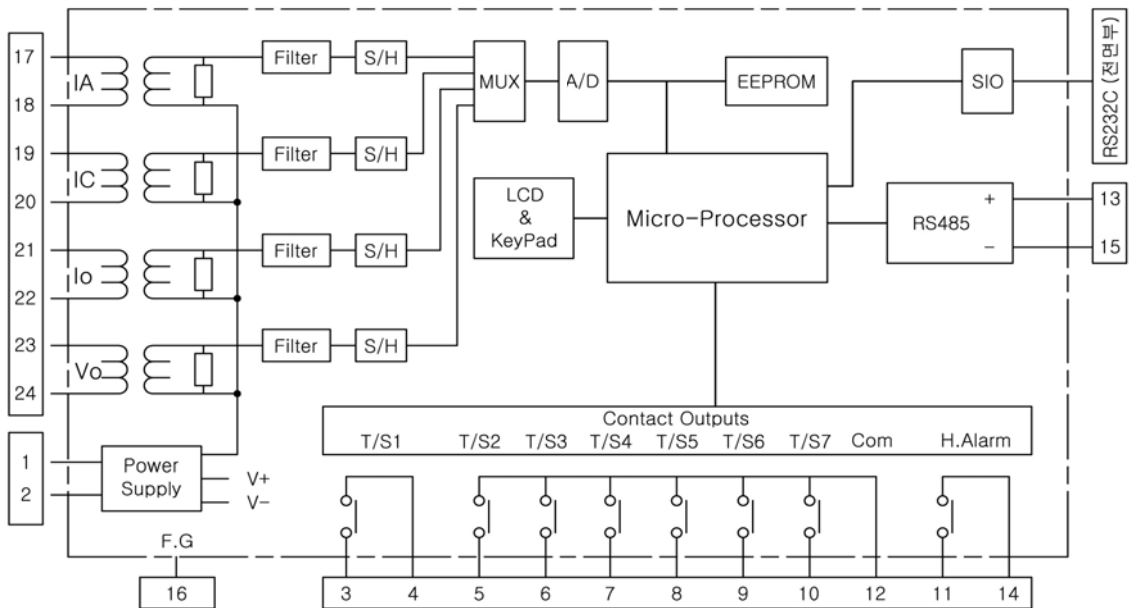 17
IA
18
19
IC
20
21
Io
22
23
Vo
24
1
2
Power
Supply
V+
V-
F.G
16
Filter
S/H
Filter
S/H
Filter
S/H
Filter
S/H
MUX
A/D
EEPROM
SIO
RS232C (전면부)
LCD
&
KeyPad
Micro-Processor
RS485
+
-
13
15
Contact Outputs
T/S1 T/S2 T/S3 T/S4 T/S5 T/S6 T/S7 Com H.Alarm
3 4 5 6 7 8 9 10 12 11 14